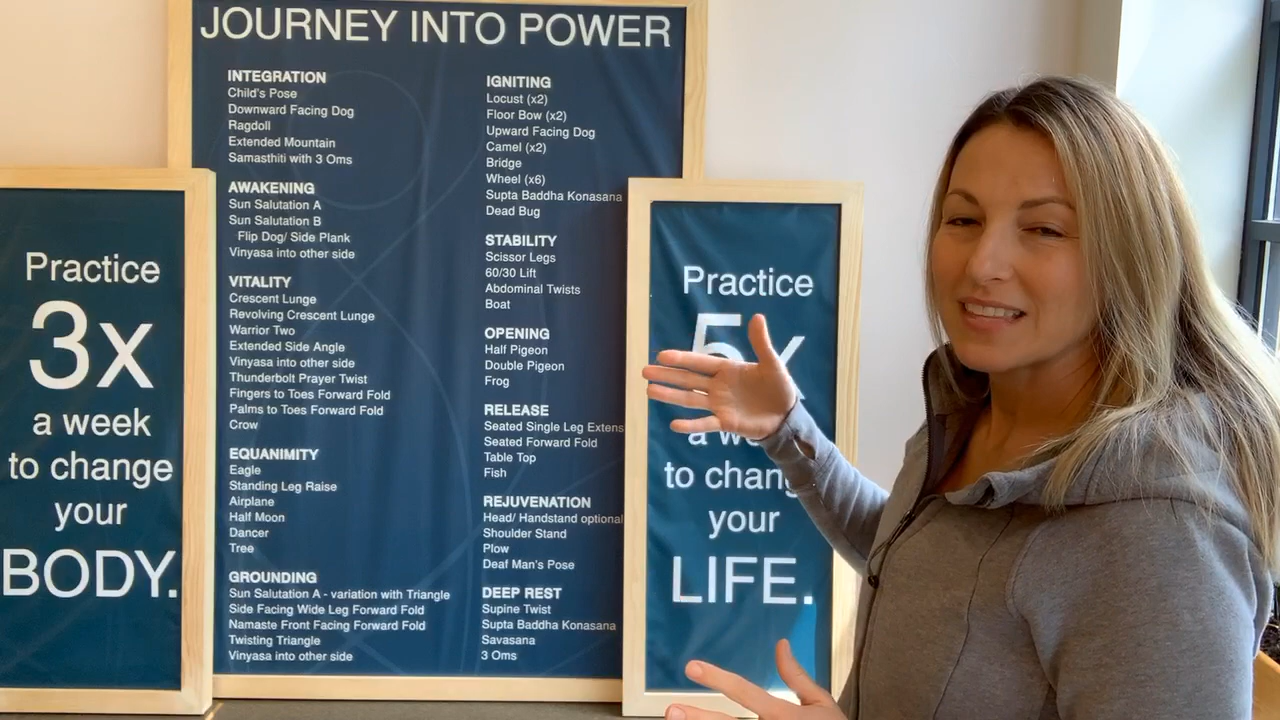 JOURNEY INTO POWER
INTEGRATION
Child's Pose
Downward Facing Dog
Ragdoll
Extended Mountain
Samasthiti with 3 Oms
AWAKENING
Sun Salutation A
Sun Salutation B
Flip Dog/ Side Plank
Vinyasa into other side
VITALITY
Crescent Lunge
Revolving Crescent Lunge
Warrior Two
Extended Side Angle
Vinyasa into other side
Thunderbolt Prayer Twist
Fingers to Toes Forward Fold
Palms to Toes Forward Fold
Crow
EQUANIMITY
Eagle
Standing Leg Raise
Airplane
Half Moon
Dancer
Tree
GROUNDING
Sun Salutation A - variation with Triangle
Side Facing Wide Leg Forward Fold
Namaste Front Facing Forward Fold
Twisting Triangle
Vinyasa into other side
IGNITING
Locust (x2)
Floor Bow (x2)
Upward Facing Dog
Camel (x2)
Bridge
Wheel (x6)
Supta Baddha Konasana
Dead Bug
STABILITY
Scissor Legs
60/30 Lift
Abdominal Twists
Boat
OPENING
Half Pigeon
Double Pigeon
Frog
RELEASE
Seated Single Leg Extens
Seated Forward Fold
Table Top
Fish
REJUVENATION
Head/ Handstand optional
Shoulder Stand
Plow
Deaf Man's Pose
DEEP REST
Supine Twist
Supta Baddha Konasana
Savasana
3 Oms
Practice
3x
a week
to change
your
BODY.
Practice
5x
a we
to chang
your
LIFE.